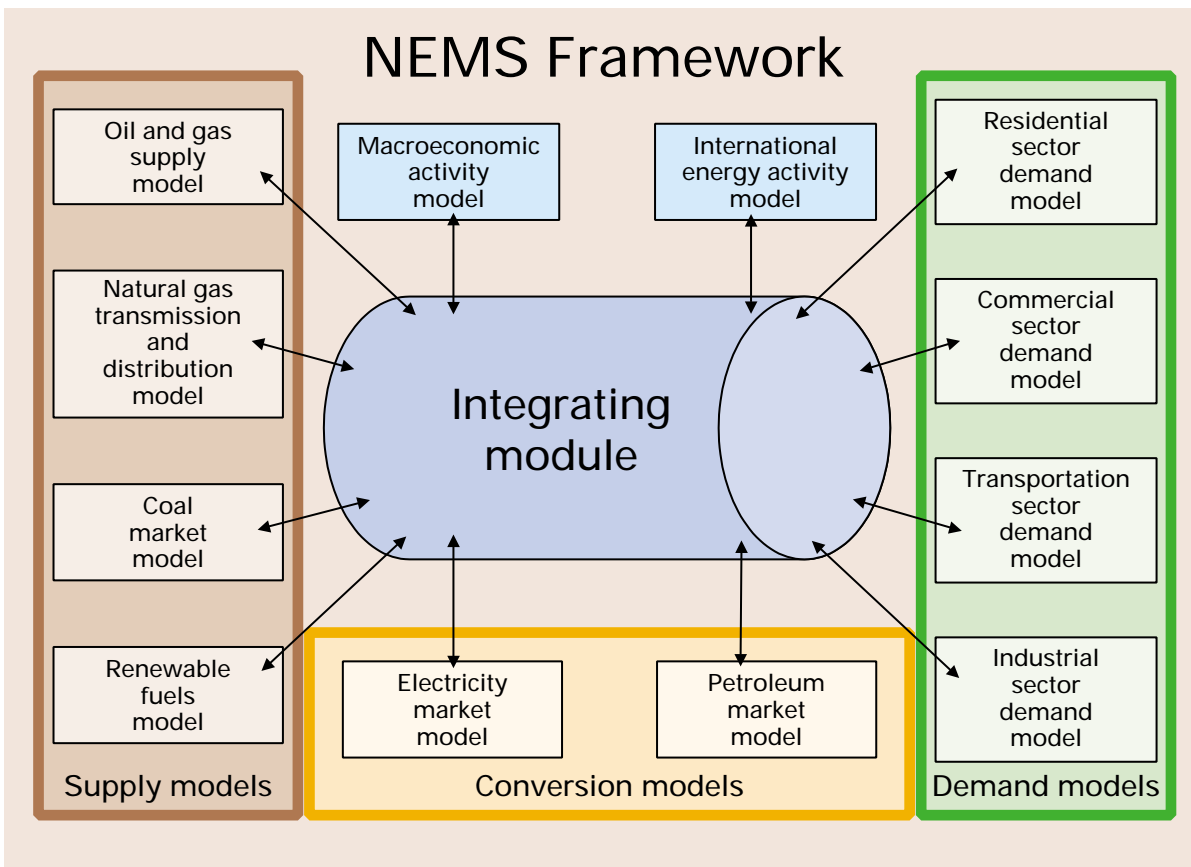 NEMS Framework
Oil and gas
supply
model
Natural gas
transmission
and
distribution
model
Coal
market
model
Renewable
fuels
model
Supply models
Macroeconomic
activity
model
International
energy activity
model
Integrating
module
Electricity
market
model
Petroleum
market
model
Conversion models
Residential
sector
demand
model
Commercial
sector
demand
model
Transportation
sector
demand
model
Industrial
sector
demand
model
Demand models